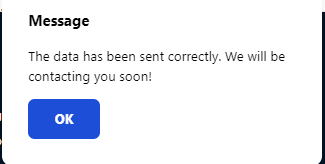 Message
The data has been sent correctly. We will be
contacting you soon!
OK